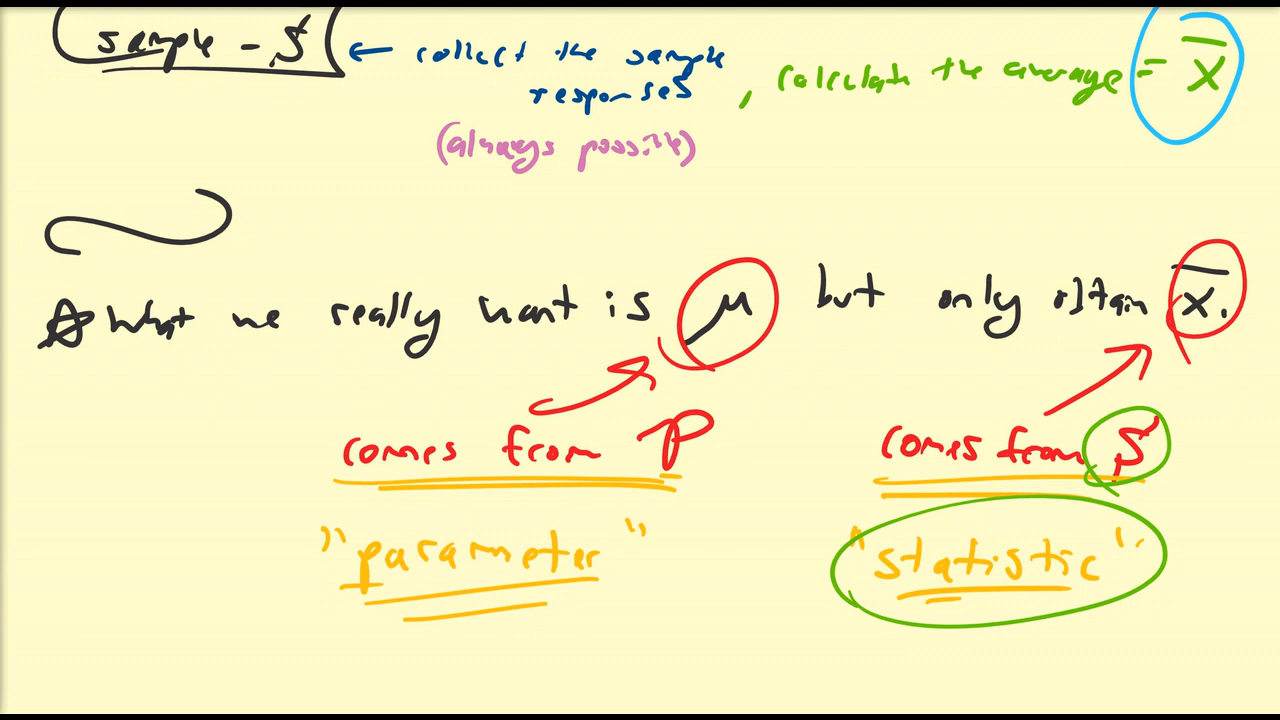 sample - S ← collect the sample
responses, calculate the average = x̄
(always possible)
☆ What we really want is μ but only obtain x̄.
comes from P comes from S
"parameter" "statistic"